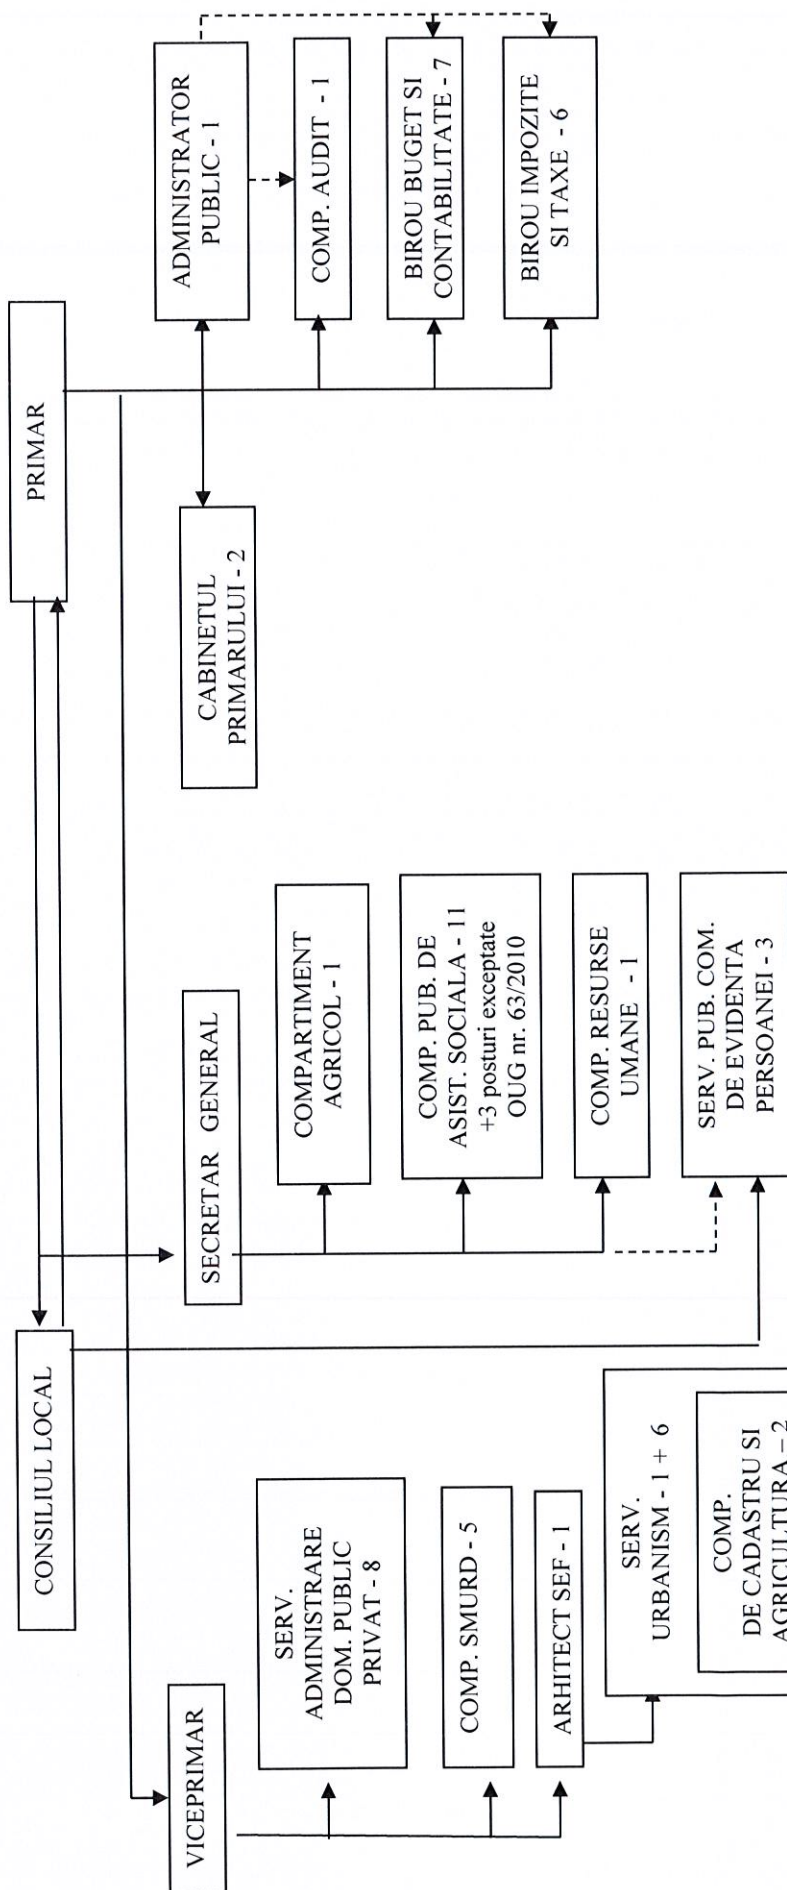 CONSILIUL LOCAL
PRIMAR
VICEPRIMAR
SECRETAR GENERAL
CABINETUL
PRIMARULUI - 2
ADMINISTRATOR
PUBLIC - 1
SERV.
ADMINISTRARE
DOM. PUBLIC
PRIVAT - 8
COMP. SMURD - 5
ARHITECT SEF - 1
SERV.
URBANISM - 1 + 6
COMP.
DE CADASTRU SI
AGRICULTURA – 2
COMPARTIMENT
AGRICOL - 1
COMP. PUB. DE
ASIST. SOCIALA - 11
+3 posturi exceptate
OUG nr. 63/2010
COMP. RESURSE
UMANE - 1
SERV. PUB. COM.
DE EVIDENTA
PERSOANEI - 3
COMP. AUDIT - 1
BIROU BUGET SI
CONTABILITATE - 7
BIROU IMPOZITE
SI TAXE - 6